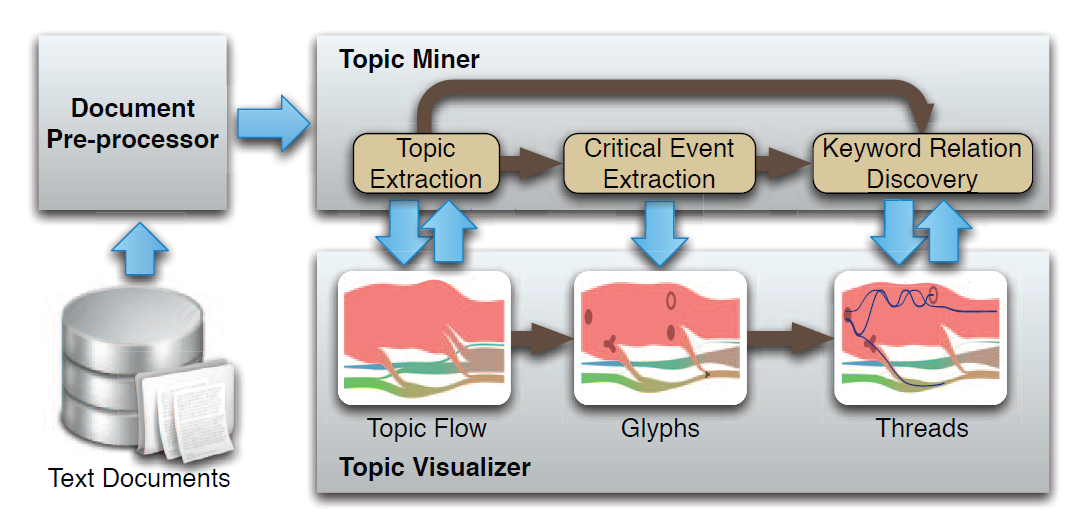 Document
Pre-processor
Topic Miner
Topic
Extraction
Critical Event
Extraction
Keyword Relation
Discovery
Text Documents
Topic Flow
Glyphs
Threads
Topic Visualizer